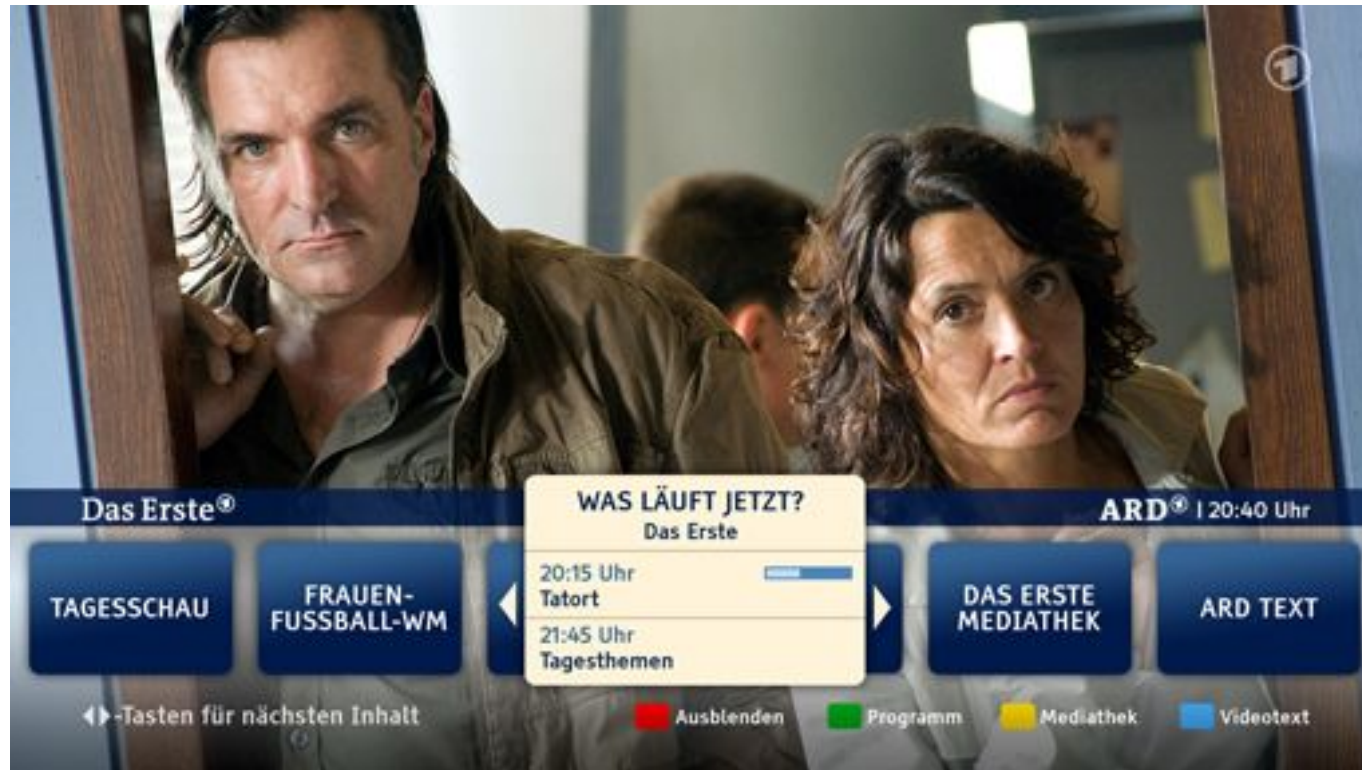 Das Erste
WAS LÄUFT JETZT?
Das Erste
ARD | 20:40 Uhr
TAGESSCHAU
FRAUEN-
FUSSBALL-WM
20:15 Uhr
Tatort
21:45 Uhr
Tagesthemen
DAS ERSTE
MEDIATHEK
ARD TEXT
-Tasten für nächsten Inhalt
Ausblenden
Programm
Mediathek
Videotext